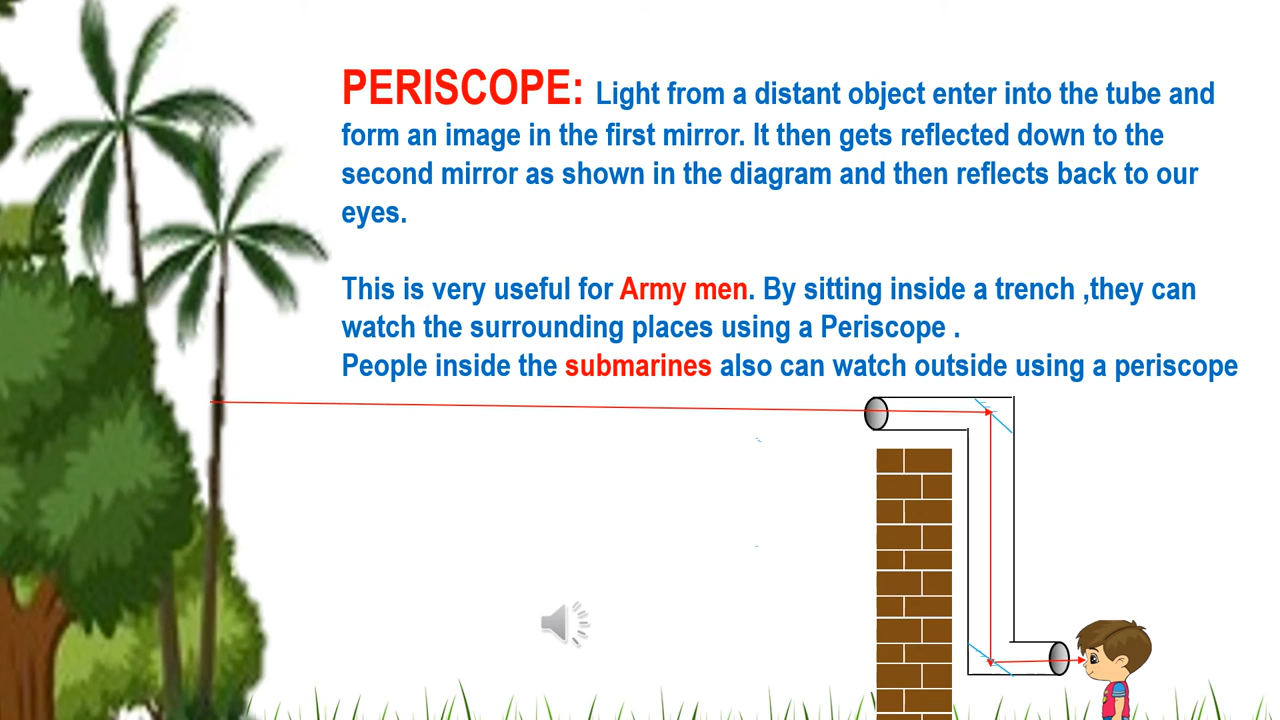 PERISCOPE: Light from a distant object enter into the tube and
form an image in the first mirror. It then gets reflected down to the
second mirror as shown in the diagram and then reflects back to our
eyes.
This is very useful for Army men. By sitting inside a trench ,they can
watch the surrounding places using a Periscope .
People inside the submarines also can watch outside using a periscope